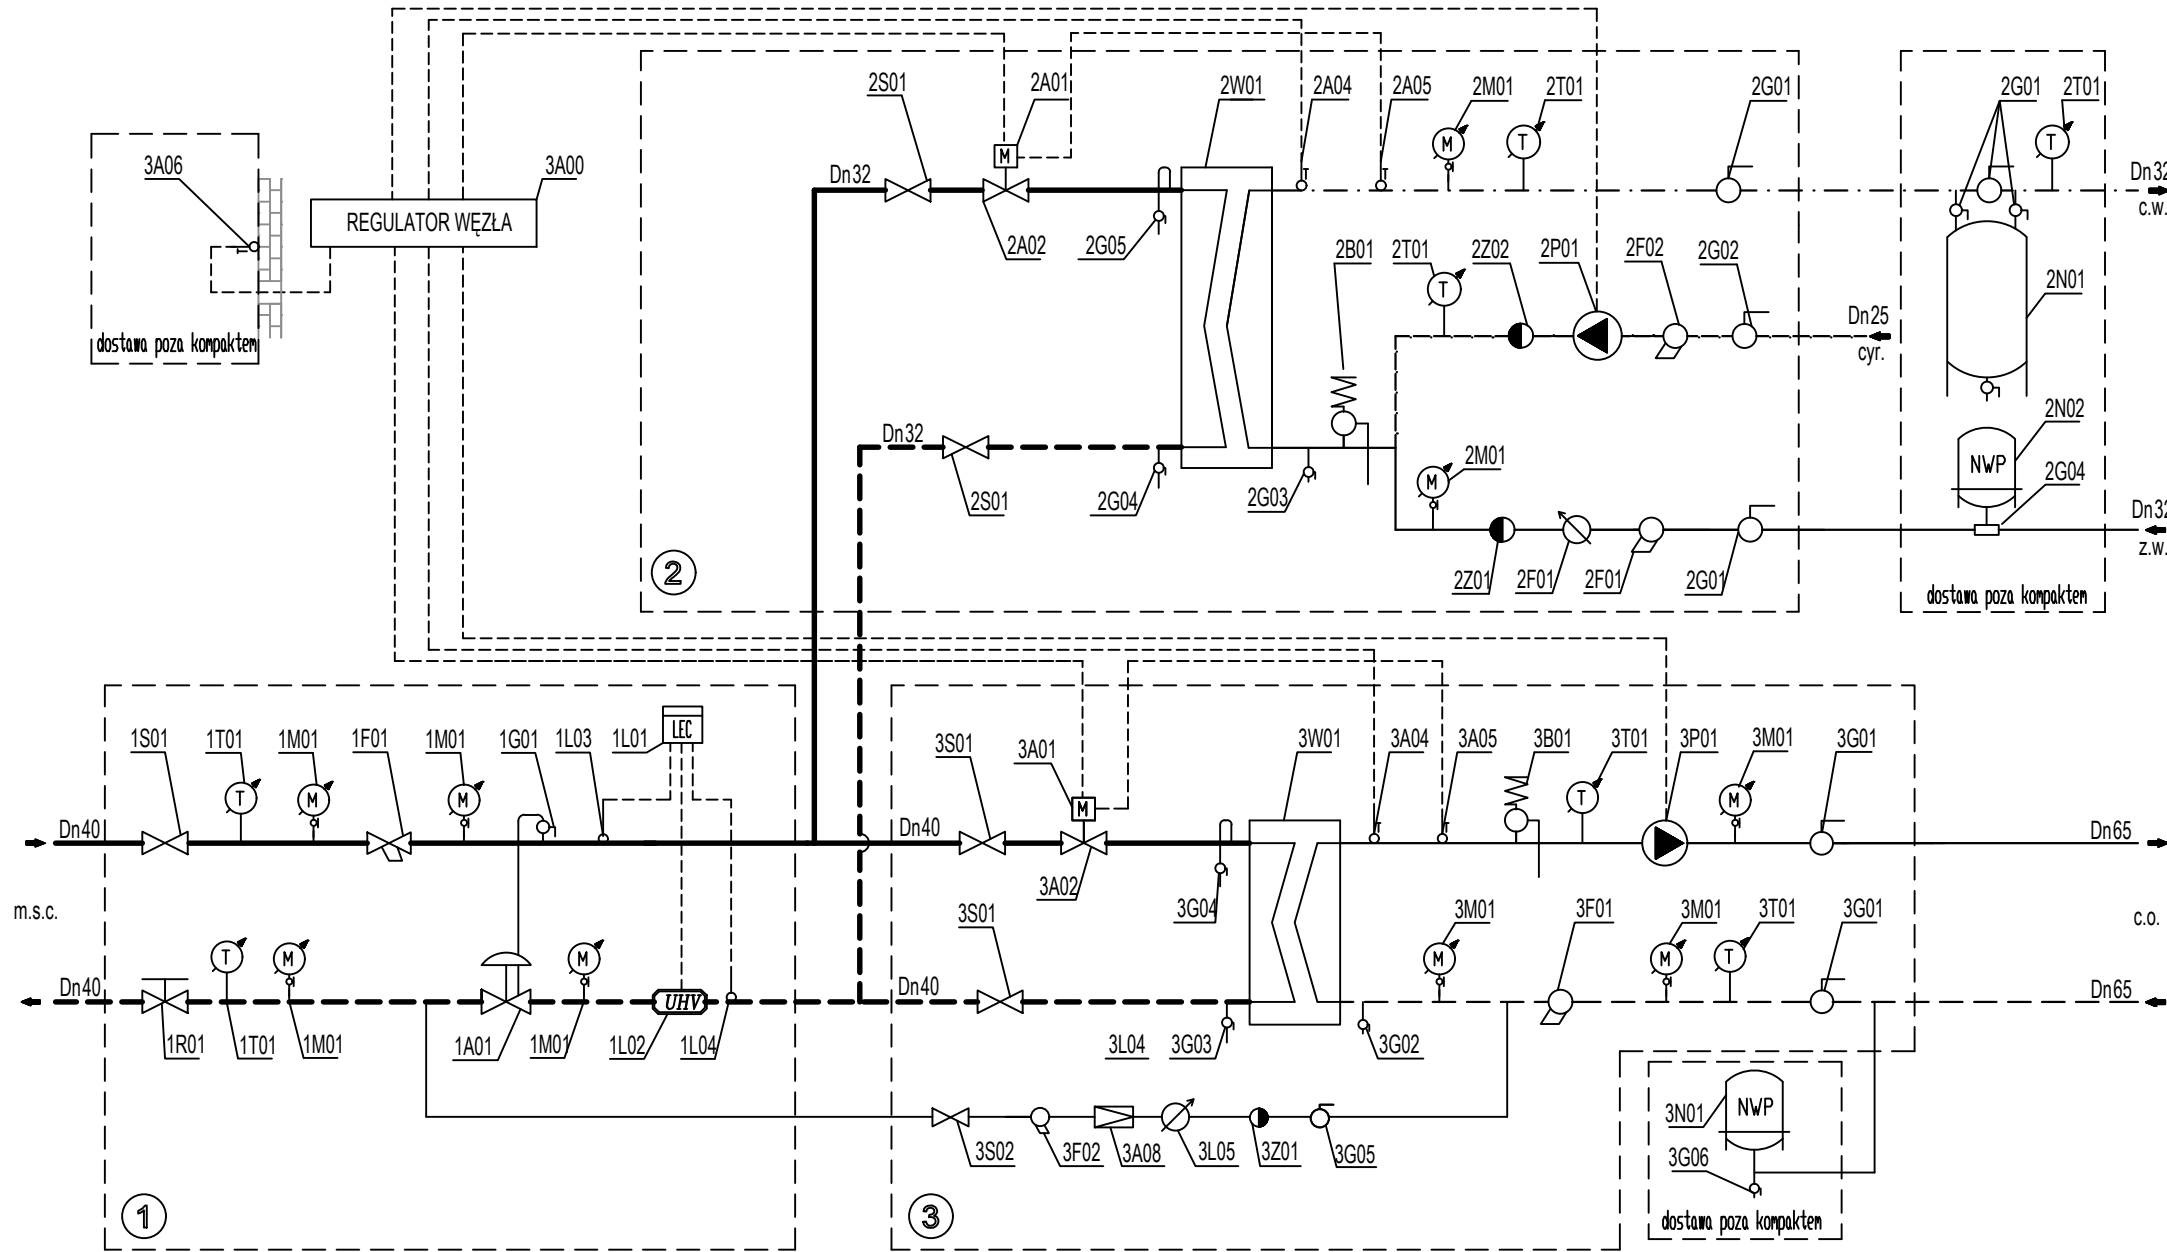 2S01
2A01
2W01
2A04
2A05
2M01
2T01
2G01
2G01
2T01
M
M
T
T
3A06
3A00
REGULATOR WĘZŁA
Dn32
Dn32
c.w.
2A02
2G05
2B01
2T01
2Z02
2P01
2F02
2G02
2N01
T
Dn25
cyr.
dostawa poza kompaktem
Dn32
2S01
2G04
2G03
2M01
M
2N02
NWP
2G04
Dn32
z.w.
2Z01
2F01
2F01
2G01
2
dostawa poza kompaktem
1S01
1T01
1M01
1F01
1M01
1G01
1L03
1L01
LEC
3S01
3A01
3W01
3A04
3A05
3B01
3T01
3P01
3M01
3G01
T
M
M
M
T
M
Dn40
Dn40
Dn65
3A02
m.s.c.
3S01
3G04
3M01
3F01
3M01
3T01
3G01
c.o.
T
M
M
M
M
T
Dn40
UHV
Dn40
Dn65
1R01
1T01
1M01
1A01
1M01
1L02
1L04
3L04
3G03
3G02
3N01
NWP
3S02
3F02
3A08
3L05
3Z01
3G05
3G06
1
3
dostawa poza kompaktem